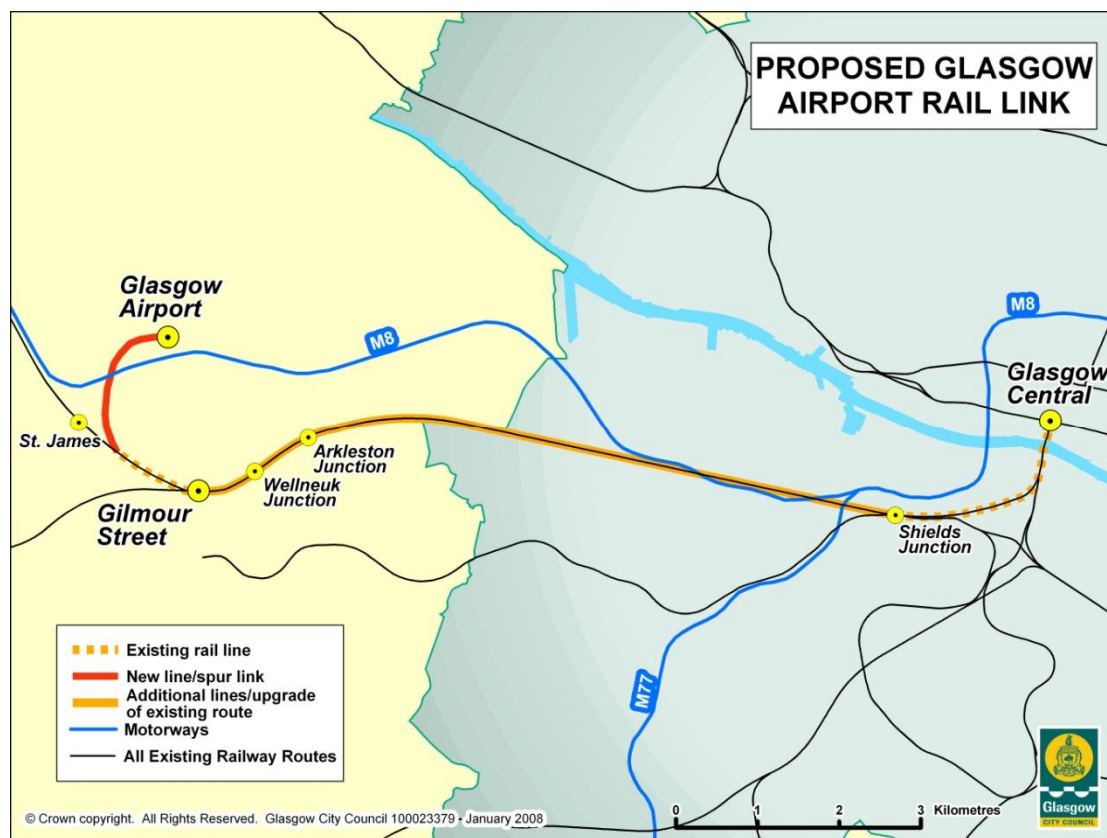 PROPOSED GLASGOW
AIRPORT RAIL LINK
M8
Glasgow
Airport
M8
Glasgow
Central
St. James
Arkleston
Junction
Wellneuk
Junction
Gilmour
Street
Shields
Junction
M77
Existing rail line
New line/spur link
Additional lines/upgrade
of existing route
Motorways
All Existing Railway Routes
0 1 2 3 Kilometres
Glasgow
CITY COUNCIL
© Crown copyright. All Rights Reserved. Glasgow City Council 100023379 - January 2008